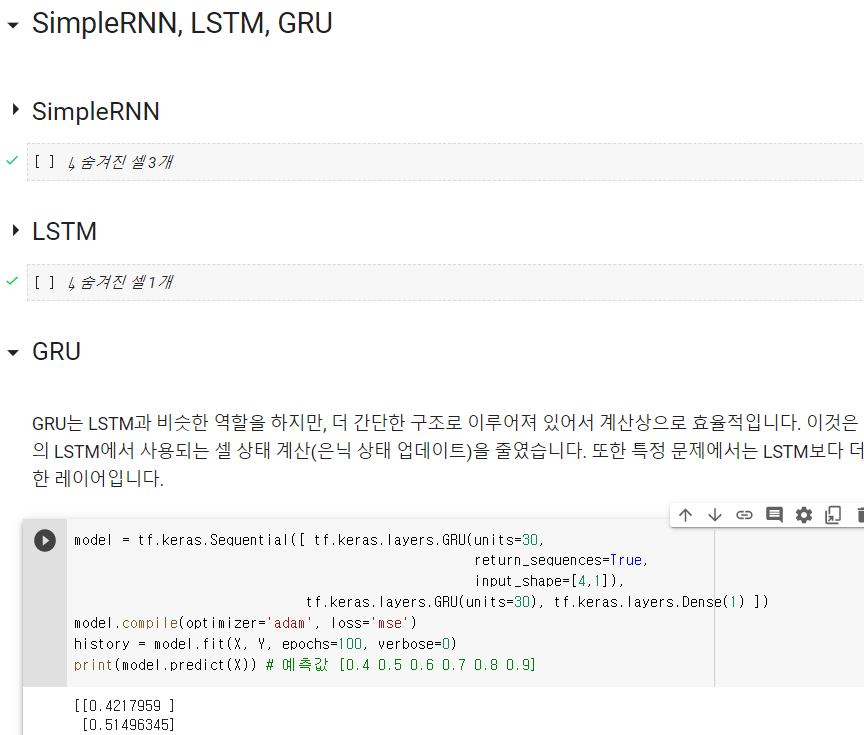 SimpleRNN, LSTM, GRU
SimpleRNN
[ ] ↳ 숨겨진 셀 3개
LSTM
[ ] ↳ 숨겨진 셀 1개
GRU
GRU는 LSTM과 비슷한 역할을 하지만, 더 간단한 구조로 이루어져 있어서 계산상으로 효율적입니다. 이것은
의 LSTM에서 사용되는 셀 상태 계산(은닉 상태 업데이트)을 줄였습니다. 또한 특정 문제에서는 LSTM보다 더
한 레이어입니다.
model = tf.keras.Sequential([ tf.keras.layers.GRU(units=30,
return_sequences=True,
input_shape=[4,1]),
tf.keras.layers.GRU(units=30), tf.keras.layers.Dense(1) ])
model.compile(optimizer='adam', loss='mse')
history = model.fit(X, Y, epochs=100, verbose=0)
print(model.predict(X)) # 예측값 [0.4 0.5 0.6 0.7 0.8 0.9]
[[0.4217959 ]
[0.51496345]